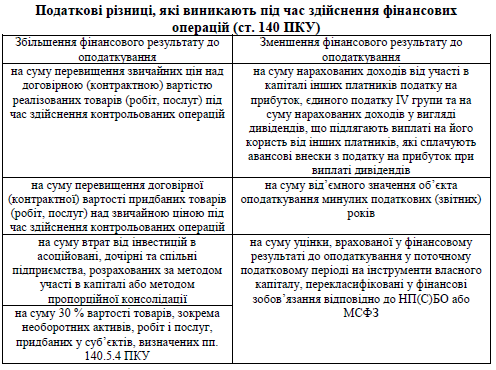 Податкові різниці, які виникають під час здійснення фінансових
операцій (ст. 140 ПКУ)
Збільшення фінансового результату до
оподаткування
Зменшення фінансового результату до
оподаткування
на суму перевищення звичайних цін над
договірною (контрактною) вартістю
реалізованих товарів (робіт, послуг) під
час здійснення контрольованих операцій
на суму нарахованих доходів від участі в
капіталі інших платників податку на
прибуток, єдиного податку IV групи та на
суму нарахованих доходів у вигляді
дивідендів, що підлягають виплаті на його
користь від інших платників, які сплачують
авансові внески з податку на прибуток при
виплаті дивідендів
на суму перевищення договірної
(контрактної) вартості придбаних товарів
(робіт, послуг) над звичайною ціною під
час здійснення контрольованих операцій
на суму від’ємного значення об’єкта
оподаткування минулих податкових (звітних)
років
на суму втрат від інвестицій в
асоційовані, дочірні та спільні
підприємства, розрахованих за методом
участі в капіталі або методом
пропорційної консолідації
на суму уцінки, врахованої у фінансовому
результаті до оподаткування у поточному
податковому періоді на інструменти власного
капіталу, перекласифіковані у фінансові
зобов’язання відповідно до НП(С)БО або
МСФЗ
на суму 30 % вартості товарів, зокрема
необоротних активів, робіт і послуг,
придбаних у суб’єктів, визначених пп.
140.5.4 ПКУ